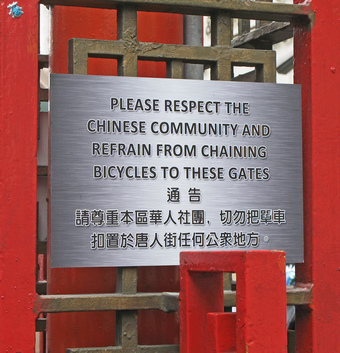 PLEASE RESPECT THE
CHINESE COMMUNITY AND
REFRAIN FROM CHAINING
BICYCLES TO THESE GATES
通 告
請尊重本區華人社團，切勿把單車
扣置於唐人街任何公衆地方。